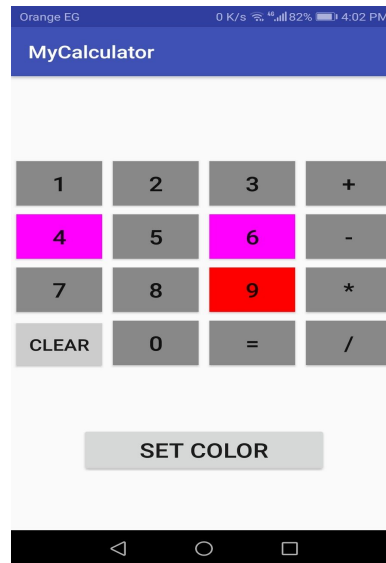 Orange EG 0 K/s 4G 82% 4:02 PM
MyCalculator
1 2 3 +
4 5 6 -
7 8 9 *
CLEAR 0 = /
SET COLOR